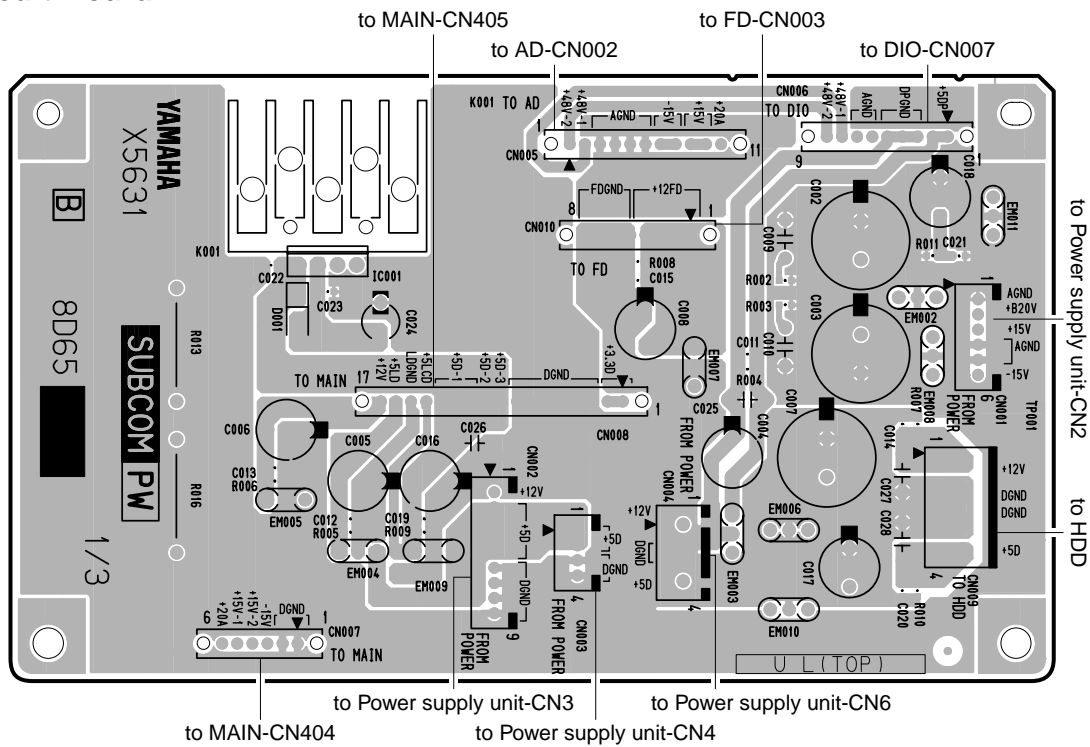 to MAIN-CN405
to FD-CN003
to AD-CN002
to DIO-CN007
YAMAHA
X5631
B
8D65
SUBCOM PW
1/3
K001 TO AD
+48V-2
+48V-1
AGND
-15V
+15V
+20A
1
11
CN005
CN006
TO DIO
+48V-2
+48V-1
AGND
DPGND
+5DP
9
1
C018
C002
EM011
8
FDGND
+12FD
1
CN010
TO FD
R008
C015
C009
R002
R003
R011
C021
K001
C022
IC001
C023
D001
C024
C008
EM007
C011
C010
C003
EM002
1
AGND
+B20V
+15V
AGND
-15V
6
CN001
FROM POWER
TP001
EM008
R007
R013
R016
TO MAIN
17
+12V
+5LD
LDGND
+5LCD
+5D-1
+5D-2
+5D-3
DGND
+3.3D
1
CN008
R004
C025
C004
C007
C014
C006
C005
C016
C026
C013
R006
EM005
C012
R005
EM004
C019
R009
EM009
CN002
1
+12V
+5D
DGND
9
FROM POWER
1
+5D
DGND
4
CN003
FROM POWER
FROM POWER
CN004
1
+12V
DGND
+5D
4
EM003
EM006
C017
EM010
1
+12V
DGND
DGND
+5D
4
CN009
TO HDD
C027
C028
R010
C020
6
+20A
+15V-1
+15V-2
-15V
DGND
1
CN007
TO MAIN
U L (TOP)
to Power supply unit-CN2
to HDD
to Power supply unit-CN3
to Power supply unit-CN6
to MAIN-CN404
to Power supply unit-CN4